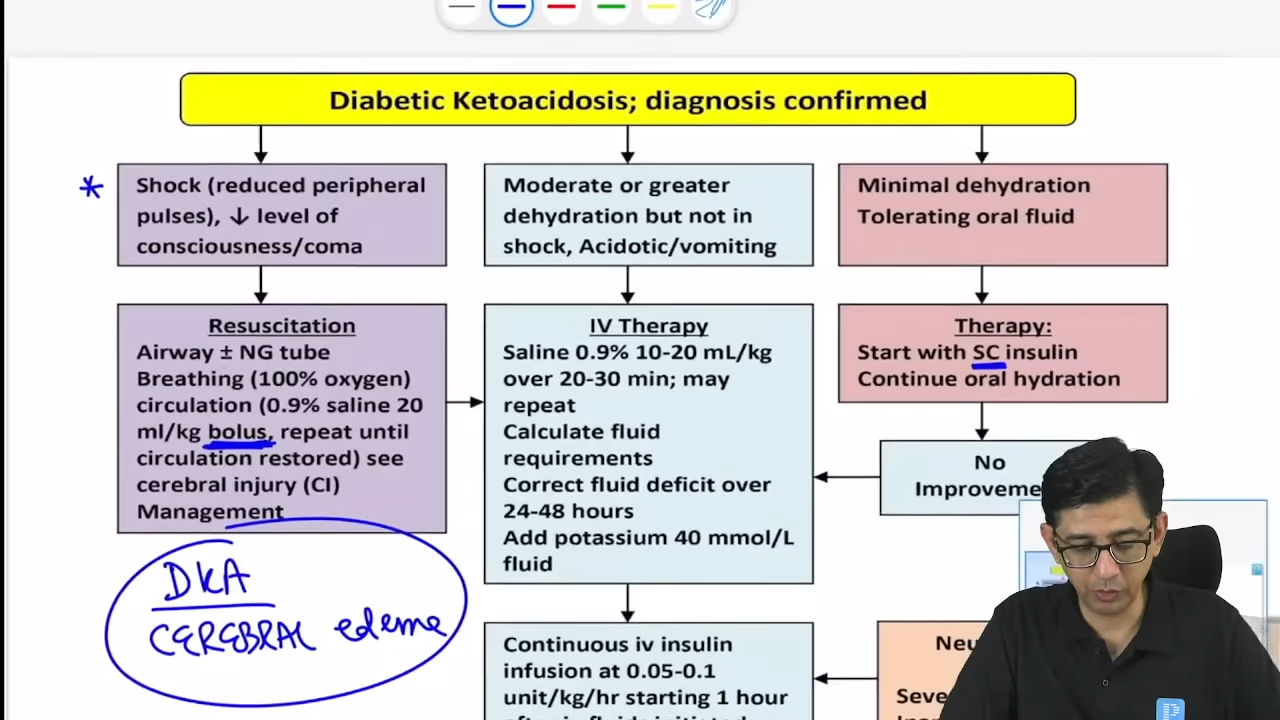 Diabetic Ketoacidosis; diagnosis confirmed
* Shock (reduced peripheral
pulses), ↓ level of
consciousness/coma
Moderate or greater
dehydration but not in
shock, Acidotic/vomiting
Minimal dehydration
Tolerating oral fluid
Resuscitation
Airway ± NG tube
Breathing (100% oxygen)
circulation (0.9% saline 20
ml/kg bolus, repeat until
circulation restored) see
cerebral injury (CI)
Management
IV Therapy
Saline 0.9% 10-20 mL/kg
over 20-30 min; may
repeat
Calculate fluid
requirements
Correct fluid deficit over
24-48 hours
Add potassium 40 mmol/L
fluid
Therapy:
Start with SC insulin
Continue oral hydration
No
Improveme
DKA
CEREBRAL edema
Continuous iv insulin
infusion at 0.05-0.1
unit/kg/hr starting 1 hour
Neu
Seve